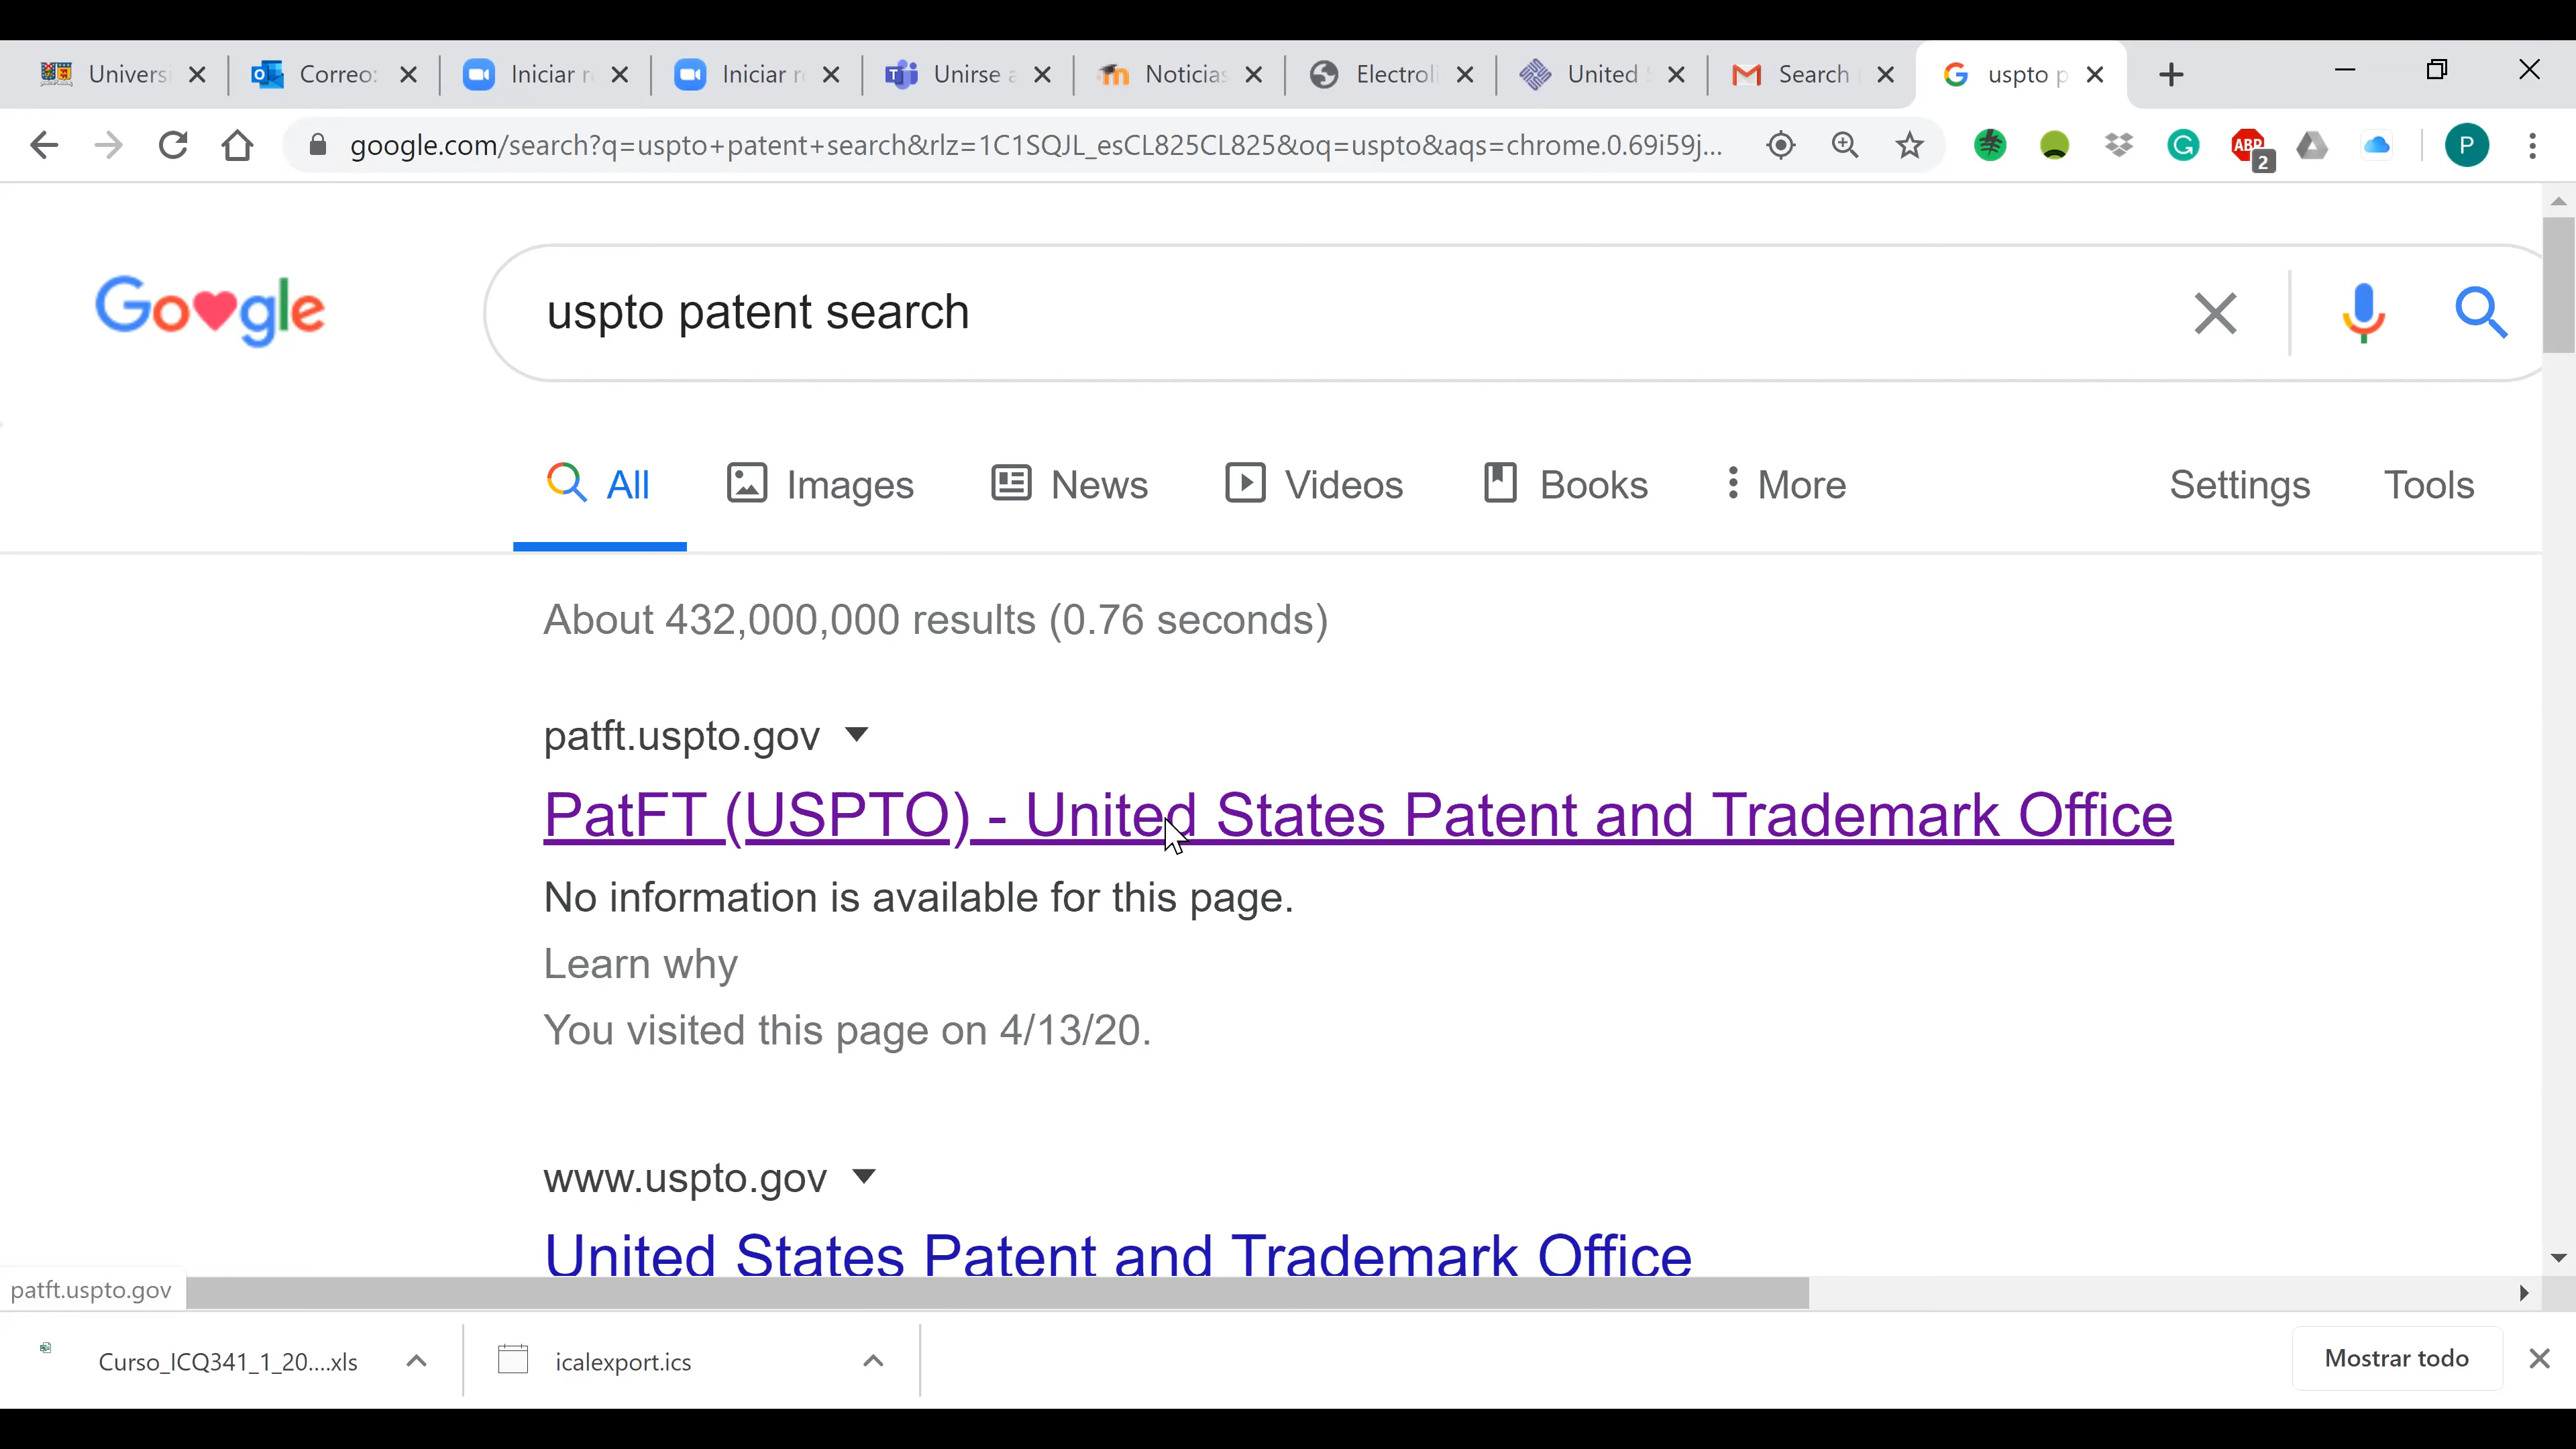 Univers Correo: Iniciar r Iniciar r Unirse a Noticias Electroli United S Search uspto p
google.com/search?q=uspto+patent+search&rlz=1C1SQJL_esCL825CL825&oq=uspto&aqs=chrome.0.69i59j... ABP 2 P
Google uspto patent search
All Images News Videos Books More Settings Tools
About 432,000,000 results (0.76 seconds)
patft.uspto.gov
PatFT (USPTO) - United States Patent and Trademark Office
No information is available for this page.
Learn why
You visited this page on 4/13/20.
www.uspto.gov
United States Patent and Trademark Office
patft.uspto.gov
Curso_ICQ341_1_20....xls icalexport.ics Mostrar todo